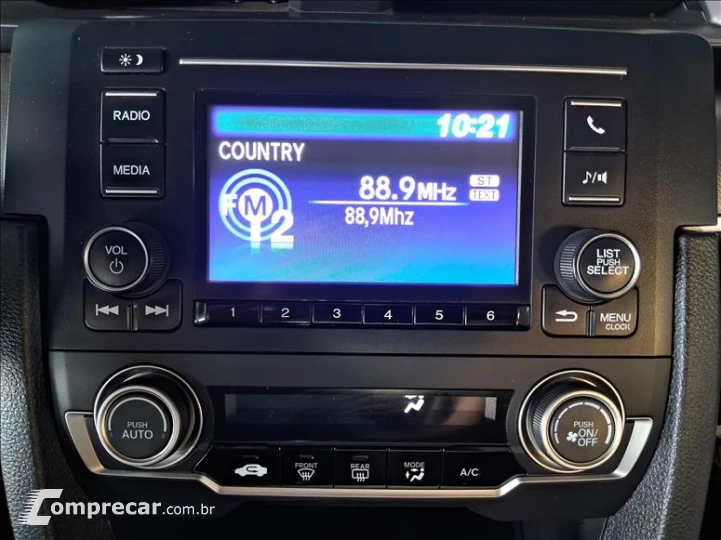 10:21
RADIO
COUNTRY
MEDIA
88.9MHz
ST
TEXT
88,9Mhz
FM
12
VOL
LIST
PUSH
SELECT
1 2 3 4 5 6
MENU
CLOCK
PUSH
AUTO
PUSH
ON/
OFF
FRONT
REAR
MODE
A/C
Comprecar.com.br